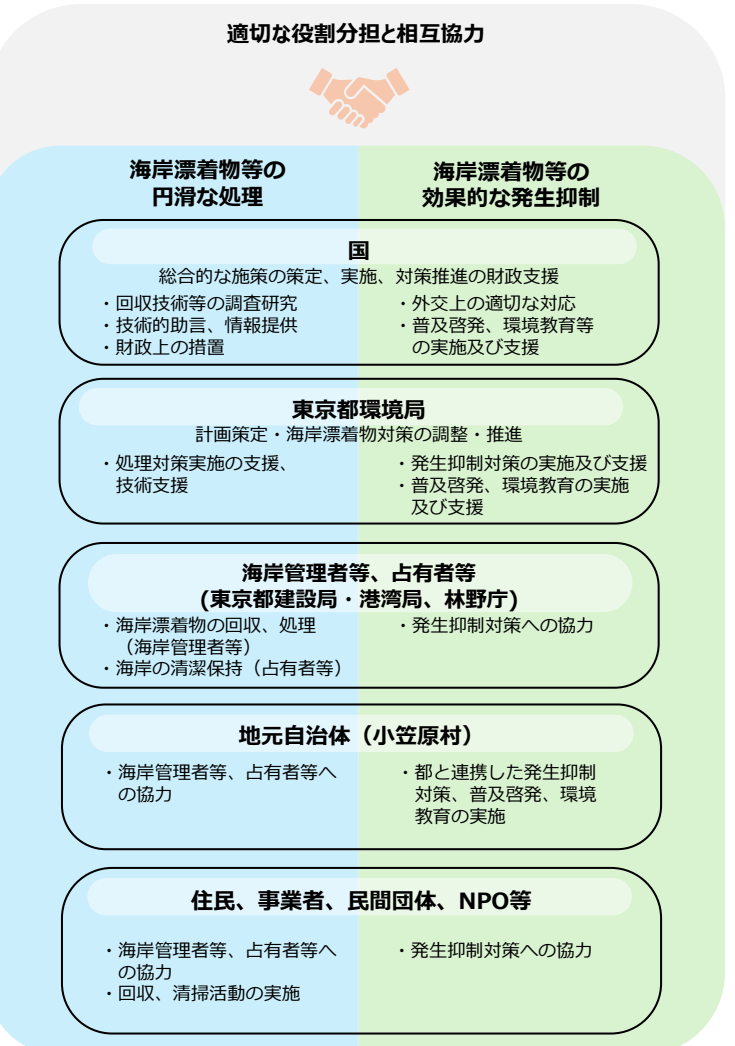 適切な役割分担と相互協力
海岸漂着物等の
円滑な処理
海岸漂着物等の
効果的な発生抑制
国
総合的な施策の策定、実施、対策推進の財政支援
・回収技術等の調査研究
・技術的助言、情報提供
・財政上の措置
・外交上の適切な対応
・普及啓発、環境教育等
の実施及び支援
東京都環境局
計画策定・海岸漂着物対策の調整・推進
・処理対策実施の支援、
技術支援
・発生抑制対策の実施及び支援
・普及啓発、環境教育の実施
及び支援
海岸管理者等、占有者等
(東京都建設局・港湾局、林野庁)
・海岸漂着物の回収、処理
（海岸管理者等）
・海岸の清潔保持（占有者等）
・発生抑制対策への協力
地元自治体（小笠原村）
・海岸管理者等、占有者等へ
の協力
・都と連携した発生抑制
対策、普及啓発、環境
教育の実施
住民、事業者、民間団体、NPO等
・海岸管理者等、占有者等へ
の協力
・回収、清掃活動の実施
・発生抑制対策への協力